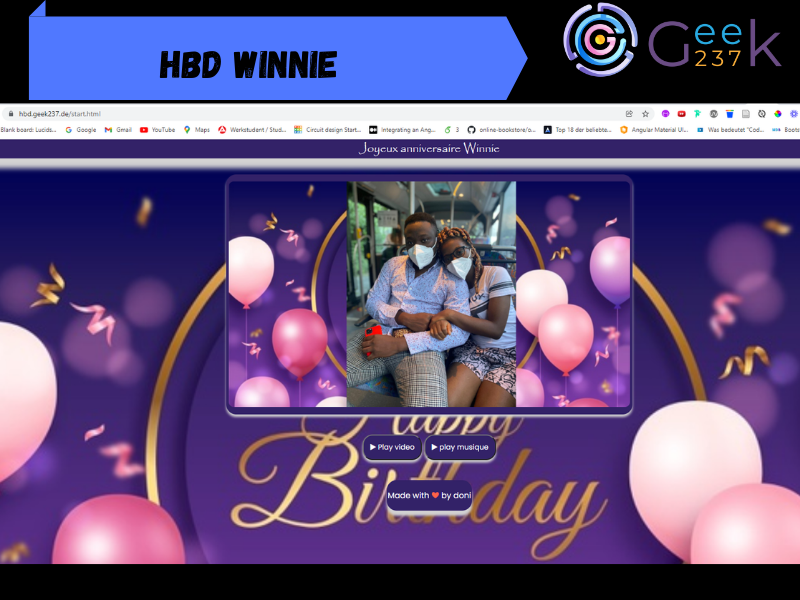 HBD WINNIE
Geek
237
hbd.geek237.de/start.html
Blank board: Lucids... Google Gmail YouTube Maps Werkstudent / Stud... Circuit design Start... Integrating an Ang... 3 online-bookstore/o... Top 18 der beliebte... Angular Material UI... Was bedeutet "Cod... Boots
Joyeux anniversaire Winnie
Happy
Play video play musique
Birthday
Made with ❤ by doni